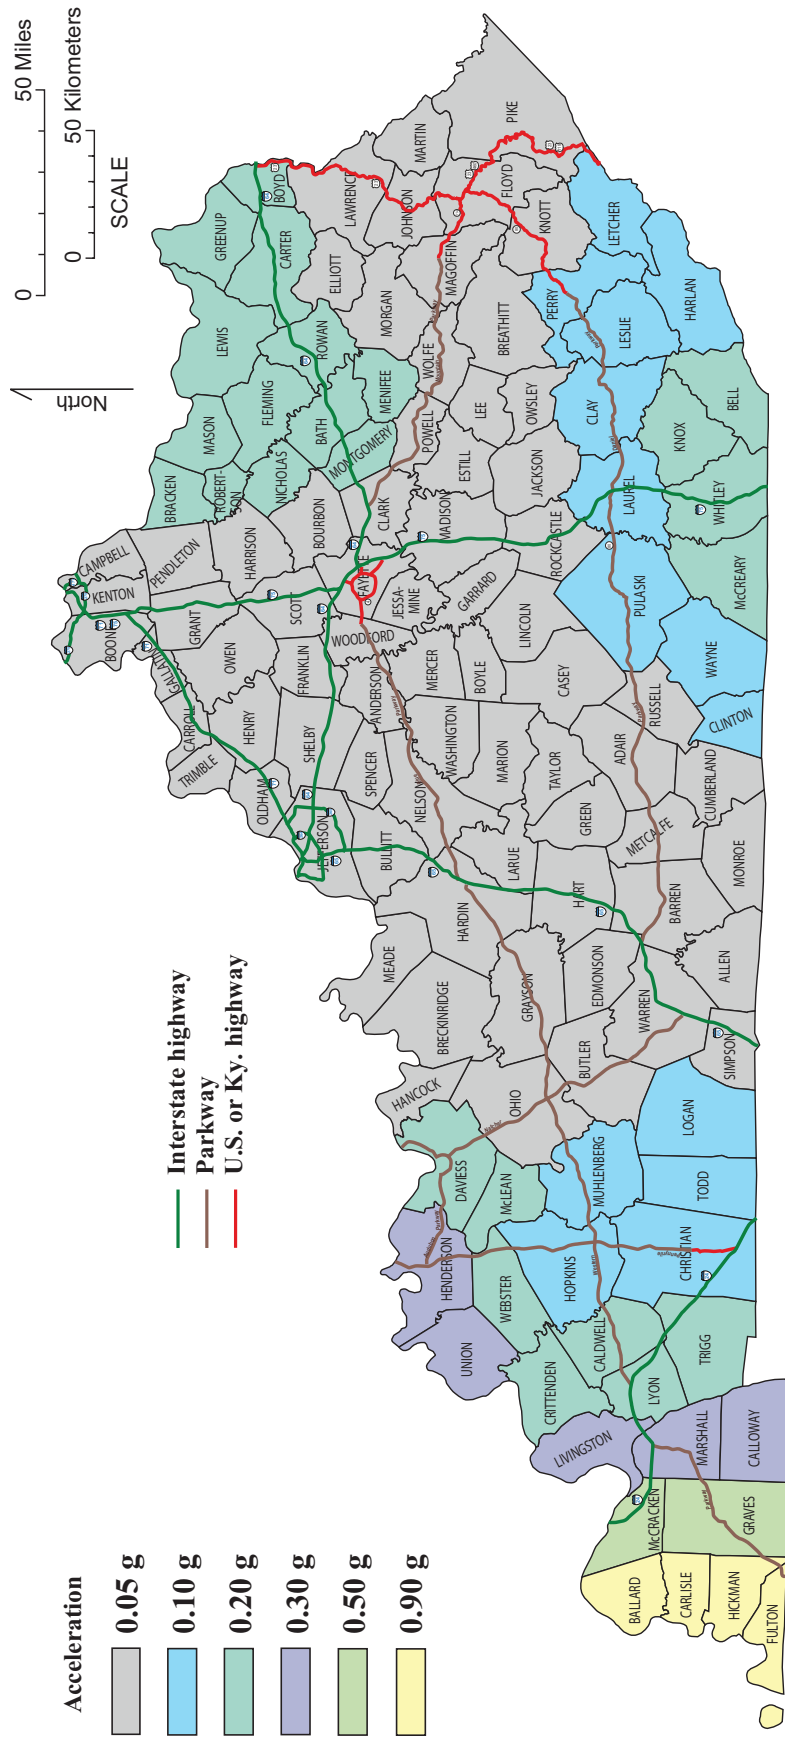 Acceleration
0.05 g
0.10 g
0.20 g
0.30 g
0.50 g
0.90 g
Interstate highway
Parkway
U.S. or Ky. highway
North
0 50 Miles
0 50 Kilometers
SCALE
CAMPBELL
KENTON
BOONE
PENDLETON
GALLATIN
GRANT
BRACKEN
MASON
LEWIS
GREENUP
CARROLL
TRIMBLE
OWEN
HARRISON
ROBERT-
SON
FLEMING
CARTER
BOYD
HENRY
OLDHAM
SCOTT
NICHOLAS
ROWAN
ELLIOTT
LAWRENCE
FRANKLIN
SHELBY
BOURBON
BATH
JEFFERSON
WOODFORD
FAYETTE
MONTGOMERY
MENIFEE
MORGAN
JOHNSON
MARTIN
SPENCER
ANDERSON
CLARK
BULLITT
JESSA-
MINE
POWELL
WOLFE
MAGOFFIN
MEADE
NELSON
MERCER
MADISON
ESTILL
FLOYD
PIKE
HANCOCK
BRECKINRIDGE
HARDIN
WASHINGTON
BOYLE
GARRARD
LEE
BREATHITT
HENDERSON
DAVIESS
UNION
LARUE
MARION
LINCOLN
JACKSON
OWSLEY
KNOTT
WEBSTER
McLEAN
OHIO
GRAYSON
TAYLOR
CASEY
ROCKCASTLE
PERRY
CRITTENDEN
HOPKINS
MUHLENBERG
BUTLER
EDMONSON
HART
GREEN
CLAY
LETCHER
LIVINGSTON
CALDWELL
ADAIR
RUSSELL
PULASKI
LAUREL
LESLIE
BALLARD
McCRACKEN
LYON
WARREN
BARREN
METCALFE
KNOX
HARLAN
CARLISLE
MARSHALL
TRIGG
CHRISTIAN
TODD
LOGAN
SIMPSON
ALLEN
MONROE
CUMBERLAND
CLINTON
WAYNE
McCREARY
WHITLEY
BELL
HICKMAN
GRAVES
CALLOWAY
FULTON